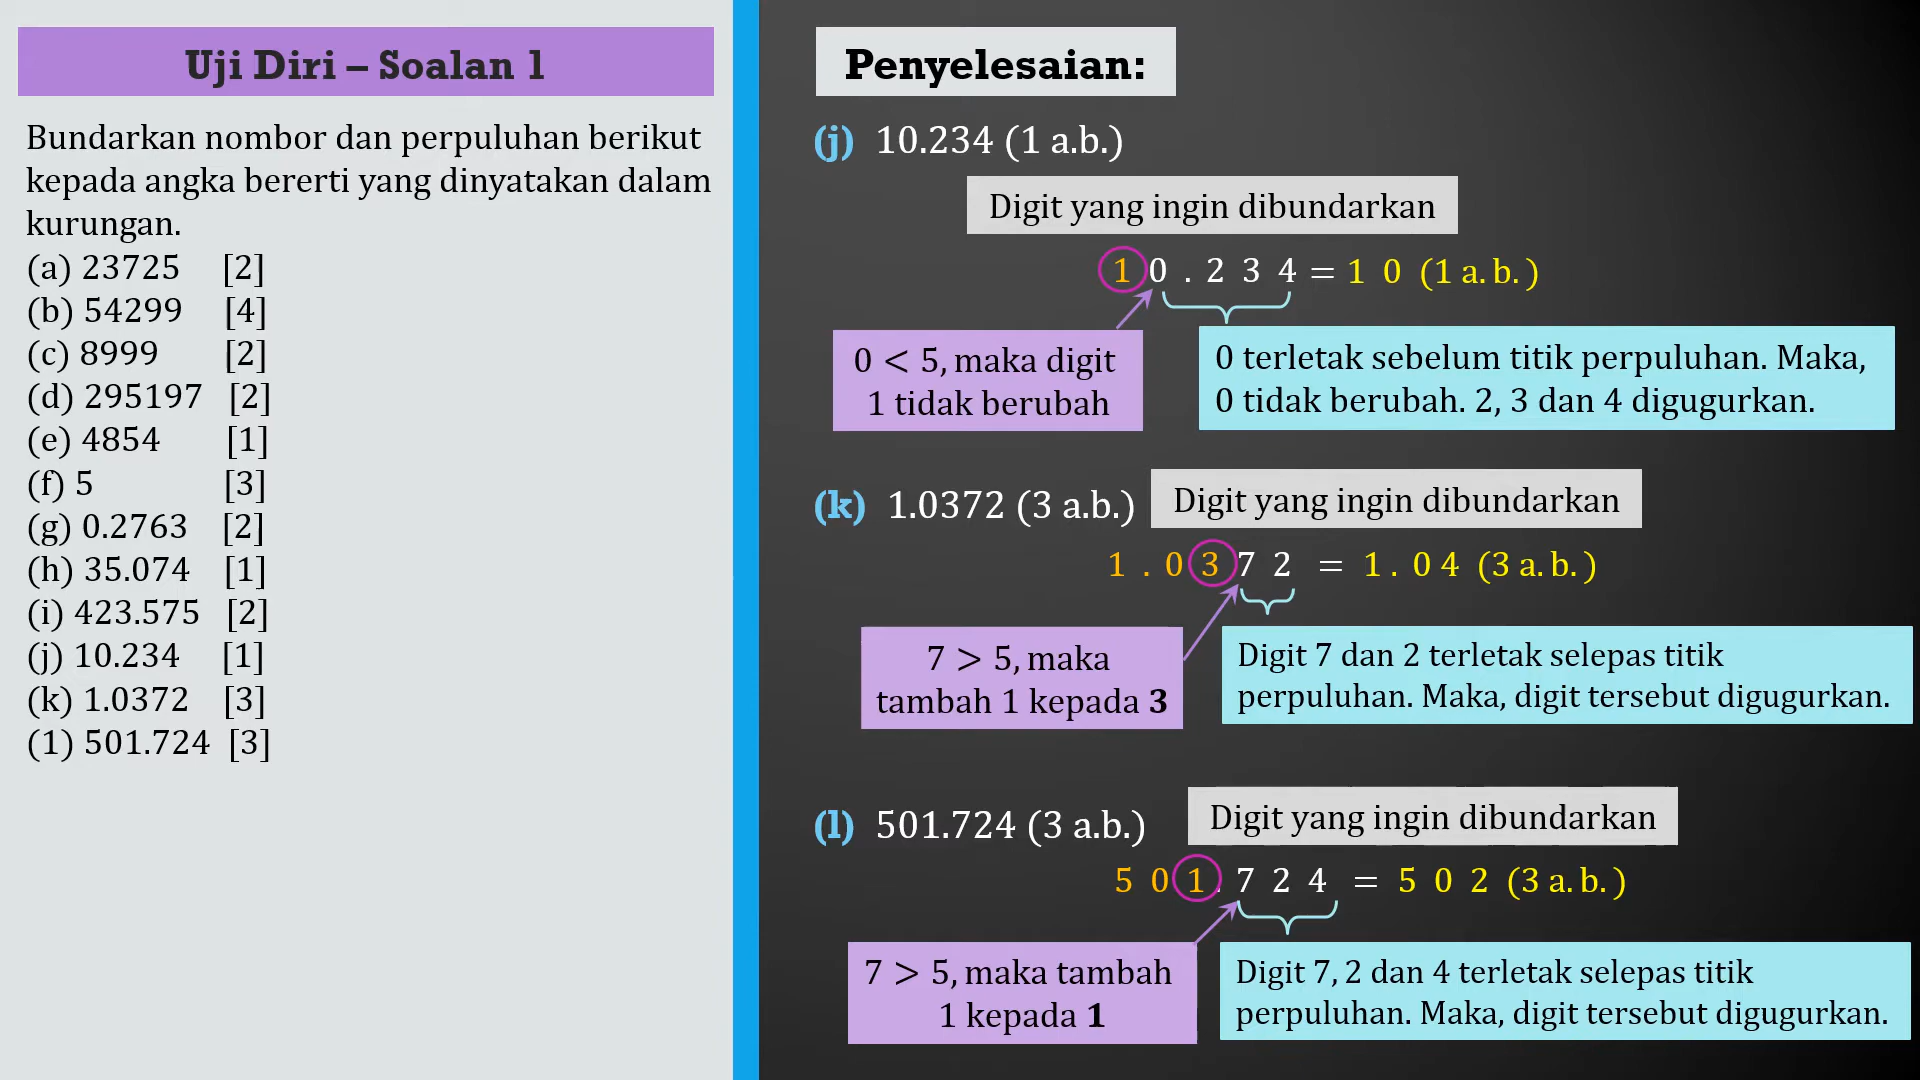 Uji Diri – Soalan 1
Bundarkan nombor dan perpuluhan berikut
kepada angka bererti yang dinyatakan dalam
kurungan.
(a) 23725 [2]
(b) 54299 [4]
(c) 8999 [2]
(d) 295197 [2]
(e) 4854 [1]
(f) 5 [3]
(g) 0.2763 [2]
(h) 35.074 [1]
(i) 423.575 [2]
(j) 10.234 [1]
(k) 1.0372 [3]
(1) 501.724 [3]
Penyelesaian:
(j) 10.234 (1 a.b.)
Digit yang ingin dibundarkan
1 0 . 2 3 4 = 1 0 (1 a.b.)
0 < 5, maka digit
1 tidak berubah
0 terletak sebelum titik perpuluhan. Maka,
0 tidak berubah. 2, 3 dan 4 digugurkan.
(k) 1.0372 (3 a.b.)
Digit yang ingin dibundarkan
1 . 0 3 7 2 = 1 . 0 4 (3 a.b.)
7 > 5, maka
tambah 1 kepada 3
Digit 7 dan 2 terletak selepas titik
perpuluhan. Maka, digit tersebut digugurkan.
(l) 501.724 (3 a.b.)
Digit yang ingin dibundarkan
5 0 1 . 7 2 4 = 5 0 2 (3 a.b.)
7 > 5, maka tambah
1 kepada 1
Digit 7, 2 dan 4 terletak selepas titik
perpuluhan. Maka, digit tersebut digugurkan.